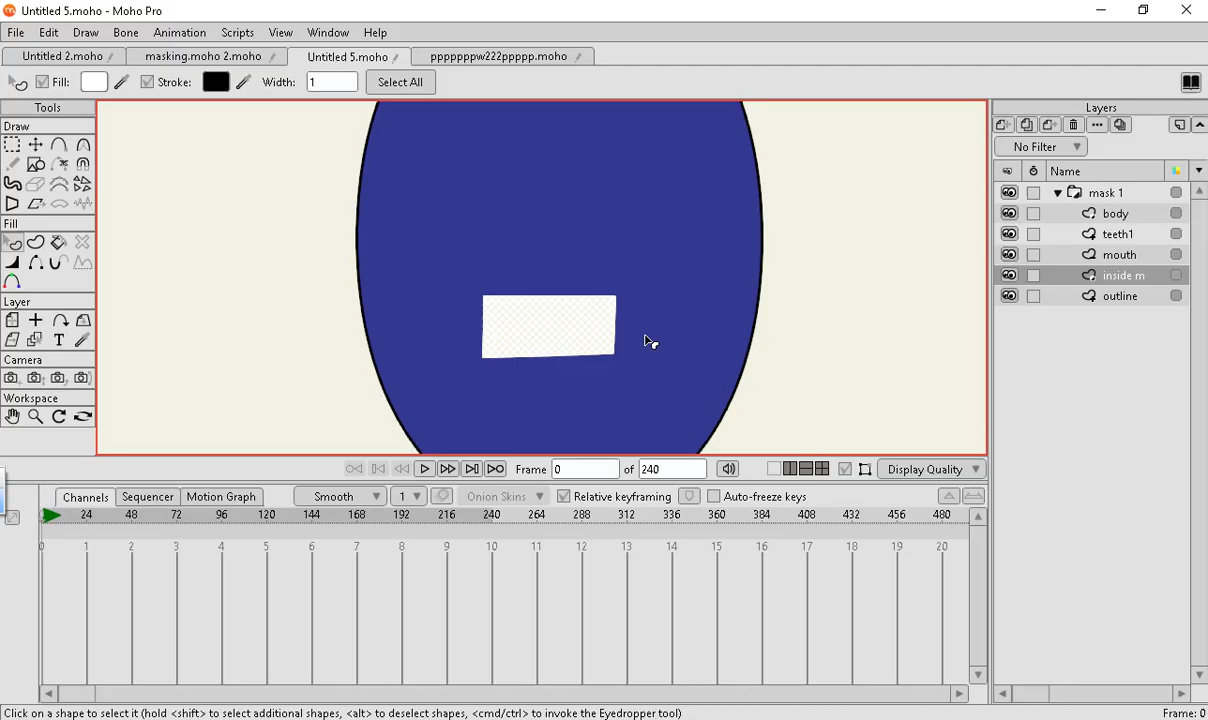 Untitled 5.moho - Moho Pro
File Edit Draw Bone Animation Scripts View Window Help
Untitled 2.moho masking.moho 2.moho Untitled 5.moho pppppppw222ppppp.moho
Fill: Stroke: Width: 1 Select All
Tools
Draw
Fill
Layer
Camera
Workspace
Layers
No Filter
Name
mask 1
body
teeth1
mouth
inside m
outline
Frame 0 of 240 Display Quality
Channels Sequencer Motion Graph Smooth 1 Onion Skins Relative keyframing Auto-freeze keys
24 48 72 96 120 144 168 192 216 240 264 288 312 336 360 384 408 432 456 480
0 1 2 3 4 5 6 7 8 9 10 11 12 13 14 15 16 17 18 19 20
Click on a shape to select it (hold <shift> to select additional shapes, <alt> to deselect shapes, <cmd/ctrl> to invoke the Eyedropper tool) Frame: 0